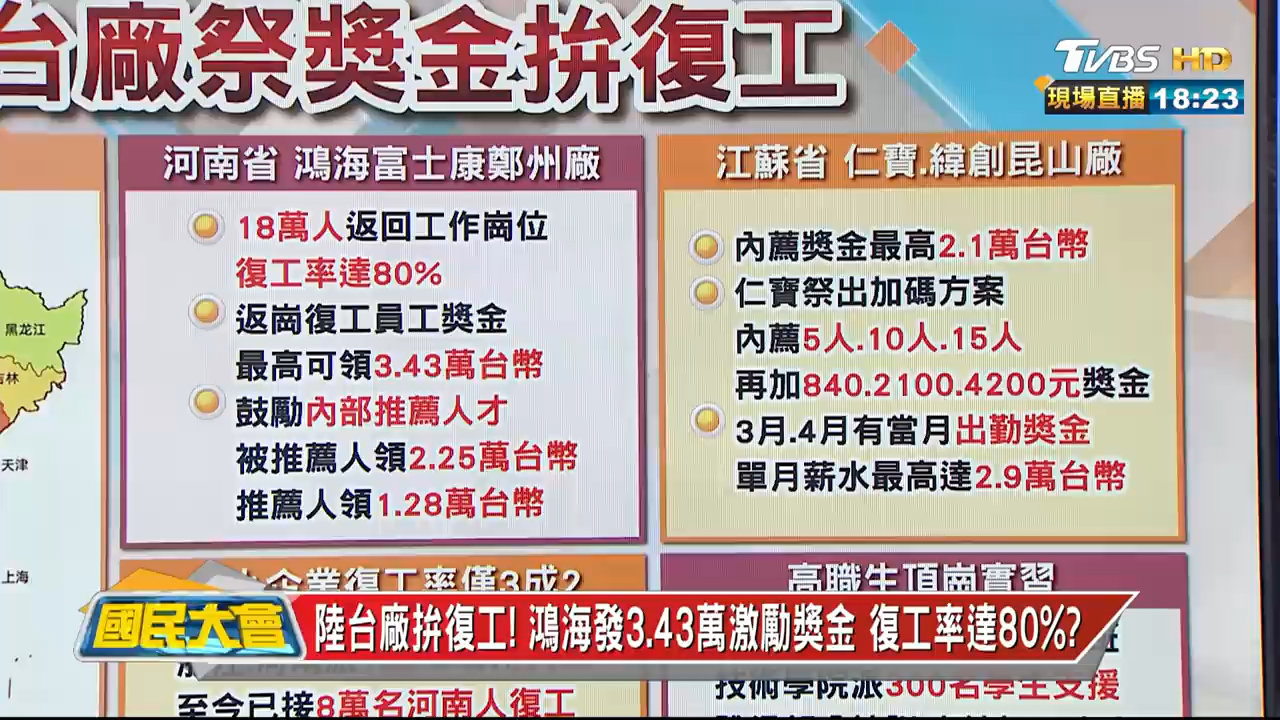 台廠祭獎金拚復工
TVBS HD
現場直播 18:23
河南省 鴻海富士康鄭州廠
18萬人返回工作崗位
復工率達80%
返崗復工員工獎金
最高可領3.43萬台幣
鼓勵內部推薦人才
被推薦人領2.25萬台幣
推薦人領1.28萬台幣
江蘇省 仁寶.緯創昆山廠
內薦獎金最高2.1萬台幣
仁寶祭出加碼方案
內薦5人.10人.15人
再加840.2100.4200元獎金
3月.4月有當月出勤獎金
單月薪水最高達2.9萬台幣
黑龙江
吉林
天津
上海
企業復工率僅3成2
至今已接8萬名河南人復工
高職生頂崗實習
技術學院派300名學生支援
國民大會
陸台廠拚復工! 鴻海發3.43萬激勵獎金 復工率達80%?